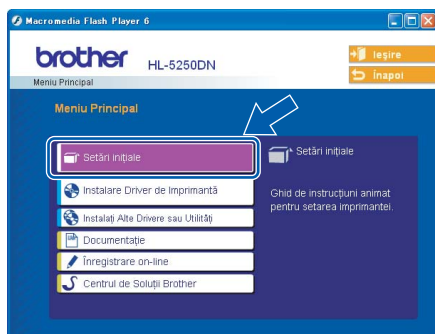 Macromedia Flash Player 6
brother HL-5250DN
Ieşire
Înapoi
Meniu Principal
Meniu Principal
Setări iniţiale
Instalare Driver de Imprimantă
Instalaţi Alte Drivere sau Utilităţi
Documentaţie
Înregistrare on-line
Centrul de Soluţii Brother
Setări iniţiale
Ghid de instrucţiuni animat
pentru setarea imprimantei.